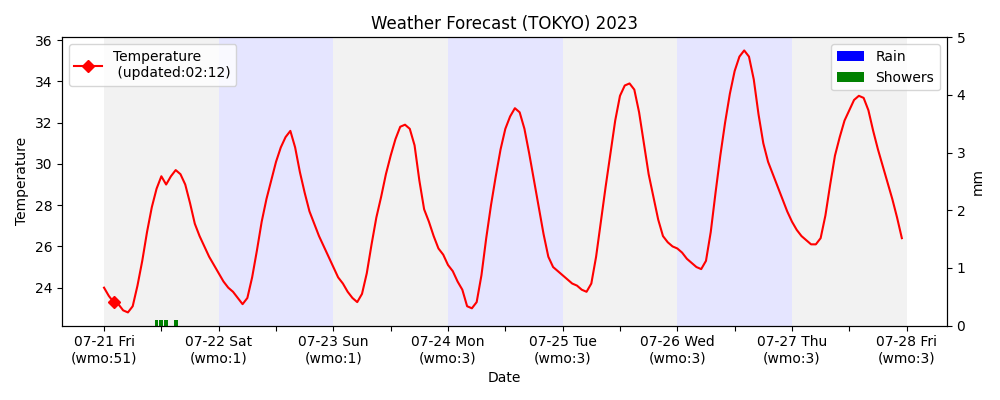 Weather Forecast (TOKYO) 2023
Temperature
(updated:02:12)
Rain
Showers
36
34
32
30
28
26
24
Temperature
5
4
3
2
1
0
mm
07-21 Fri
(wmo:51)
07-22 Sat
(wmo:1)
07-23 Sun
(wmo:1)
07-24 Mon
(wmo:3)
07-25 Tue
(wmo:3)
07-26 Wed
(wmo:3)
07-27 Thu
(wmo:3)
07-28 Fri
(wmo:3)
Date